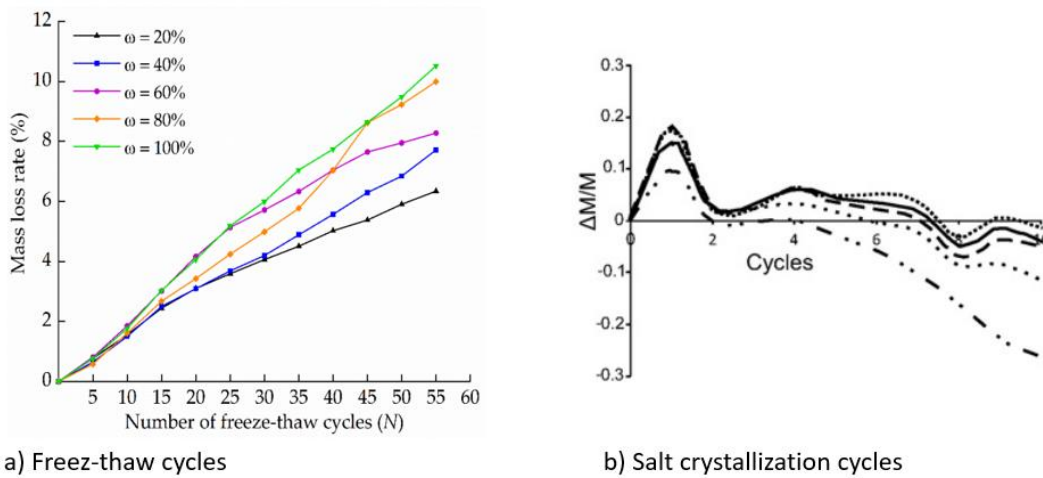 12
10
8
6
4
2
0
Mass loss rate (%)
ω = 20%
ω = 40%
ω = 60%
ω = 80%
ω = 100%
5 10 15 20 25 30 35 40 45 50 55 60
Number of freeze-thaw cycles (N)
a) Freez-thaw cycles
0.3
0.2
0.1
0
-0.1
-0.2
-0.3
ΔM/M
0 2 4 6
Cycles
b) Salt crystallization cycles